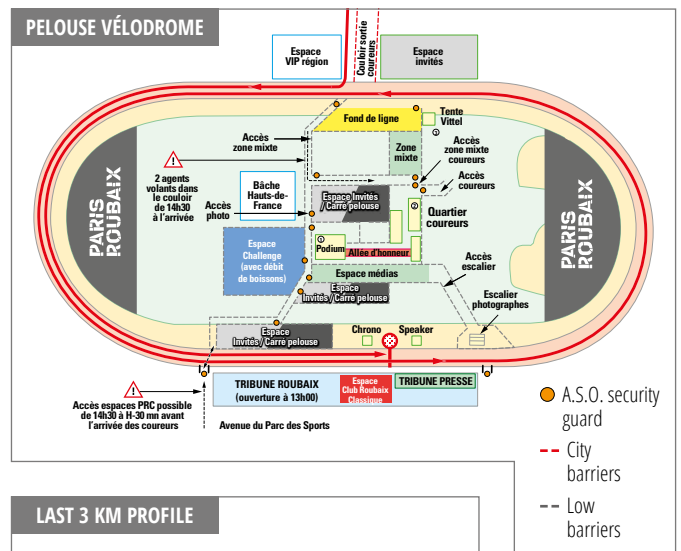 PELOUSE VÉLODROME
Espace
VIP région
Couloir sortie
coureurs
Espace
invités
Fond de ligne
Tente
Vittel
Accès
zone mixte
Zone
mixte
Accès
zone mixte
coureurs
2 agents
volants dans
le couloir
de 14h30
à l'arrivée
Bâche
Hauts-de-
France
Accès
photo
Espace Invités
/ Carré pelouse
Accès
coureurs
Quartier
coureurs
PARIS
ROUBAIX
PARIS
ROUBAIX
Espace
Challenge
(avec débit
de boissons)
Podium
Allée d'honneur
Accès
escalier
Espace médias
Espace
Invités / Carré pelouse
Escalier
photographes
Espace
Invités / Carré pelouse
Chrono
Speaker
Accès espaces PRC possible
de 14h30 à H-30 mn avant
l'arrivée des coureurs
TRIBUNE ROUBAIX
(ouverture à 13h00)
Espace
Club Roubaix
Classique
TRIBUNE PRESSE
Avenue du Parc des Sports
A.S.O. security
guard
City
barriers
Low
barriers
LAST 3 KM PROFILE